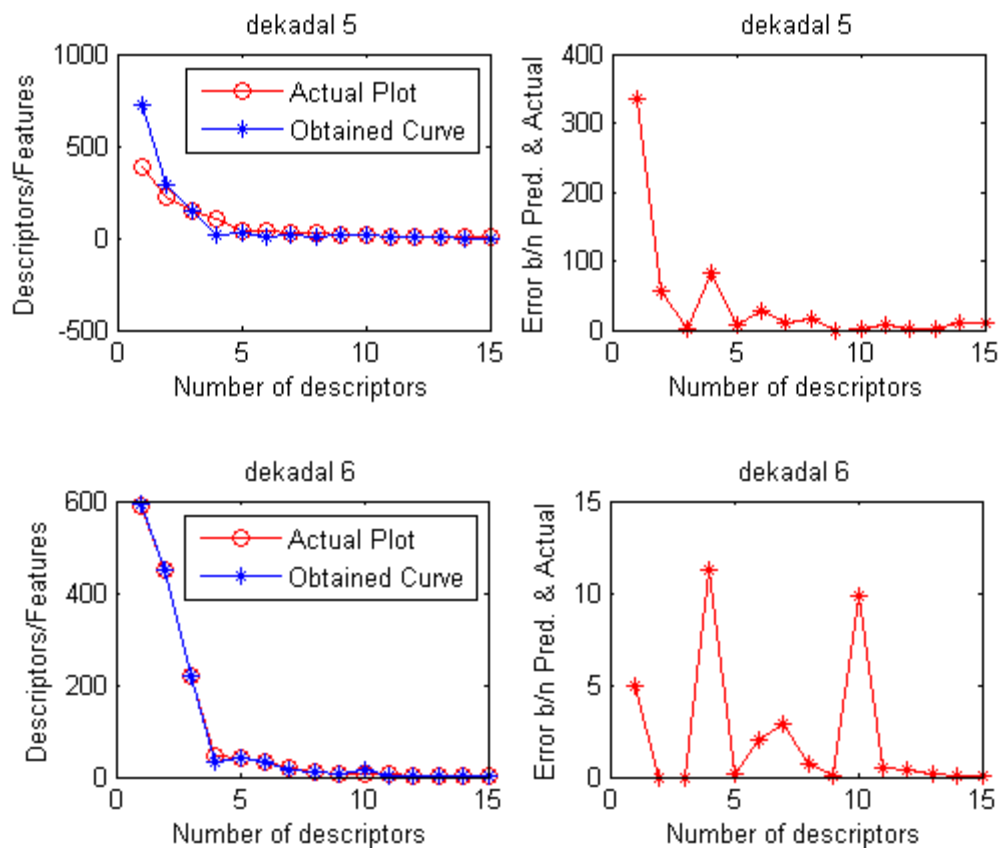 dekadal 5
1000
500
0
-500
Descriptors/Features
Actual Plot
Obtained Curve
0 5 10 15
Number of descriptors
dekadal 5
400
300
200
100
0
Error b/n Pred. & Actual
0 5 10 15
Number of descriptors
dekadal 6
600
400
200
0
Descriptors/Features
Actual Plot
Obtained Curve
0 5 10 15
Number of descriptors
dekadal 6
15
10
5
0
Error b/n Pred. & Actual
0 5 10 15
Number of descriptors